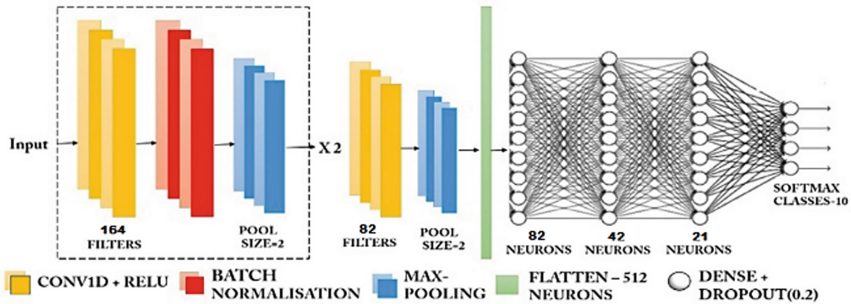 Input
164
FILTERS
POOL
SIZE=2
X 2
82
FILTERS
POOL
SIZE=2
82
NEURONS
42
NEURONS
21
NEURONS
SOFTMAX
CLASSES-10
CONV1D + RELU
BATCH
NORMALISATION
MAX-
POOLING
FLATTEN – 512
NEURONS
DENSE +
DROPOUT(0.2)